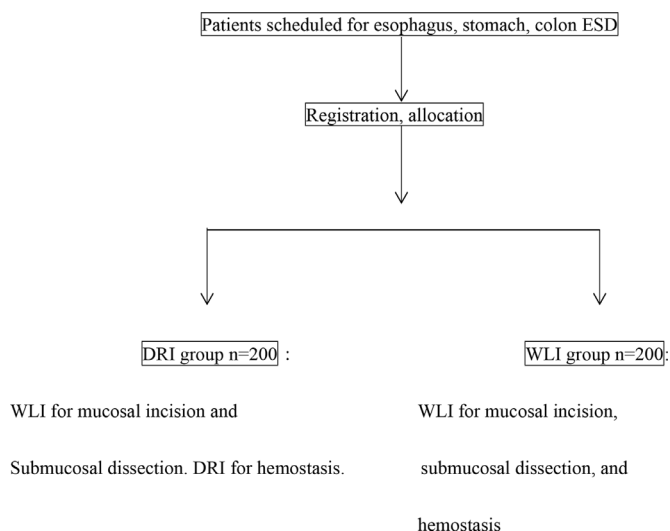 Patients scheduled for esophagus, stomach, colon ESD
Registration, allocation
DRI group n=200 :
WLI for mucosal incision and
Submucosal dissection. DRI for hemostasis.
WLI group n=200:
WLI for mucosal incision,
submucosal dissection, and
hemostasis